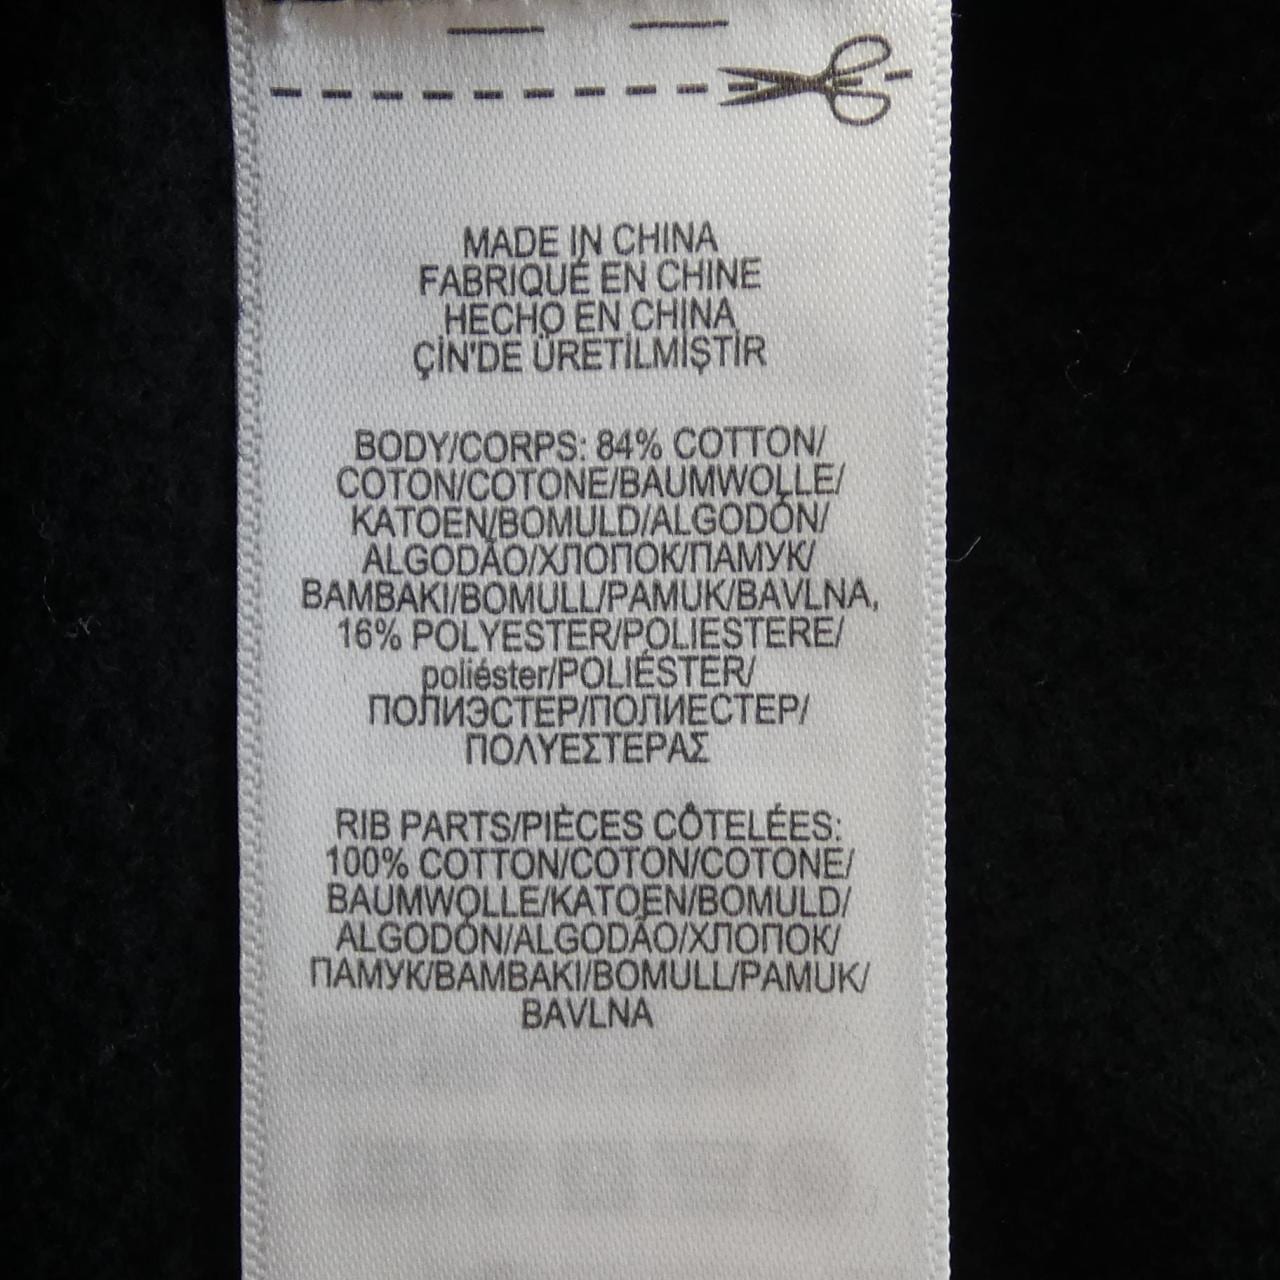 MADE IN CHINA
FABRIQUÉ EN CHINE
HECHO EN CHINA
ÇİN'DE ÜRETİLMİŞTİR
BODY/CORPS: 84% COTTON/
COTON/COTONE/BAUMWOLLE/
KATOEN/BOMULD/ALGODÓN/
ALGODÃO/ХЛОПОК/ПАМУК/
BAMBAKI/BOMULL/PAMUK/BAVLNA,
16% POLYESTER/POLIESTERE/
poliéster/POLIÉSTER/
ПОЛИЭСТЕР/ПОЛИЕСТЕР/
ΠΟΛΥΕΣΤΕΡΑΣ
RIB PARTS/PIÈCES CÔTELÉES:
100% COTTON/COTON/COTONE/
BAUMWOLLE/KATOEN/BOMULD/
ALGODÓN/ALGODÃO/ХЛОПОК/
ПАМУК/BAMBAKI/BOMULL/PAMUK/
BAVLNA